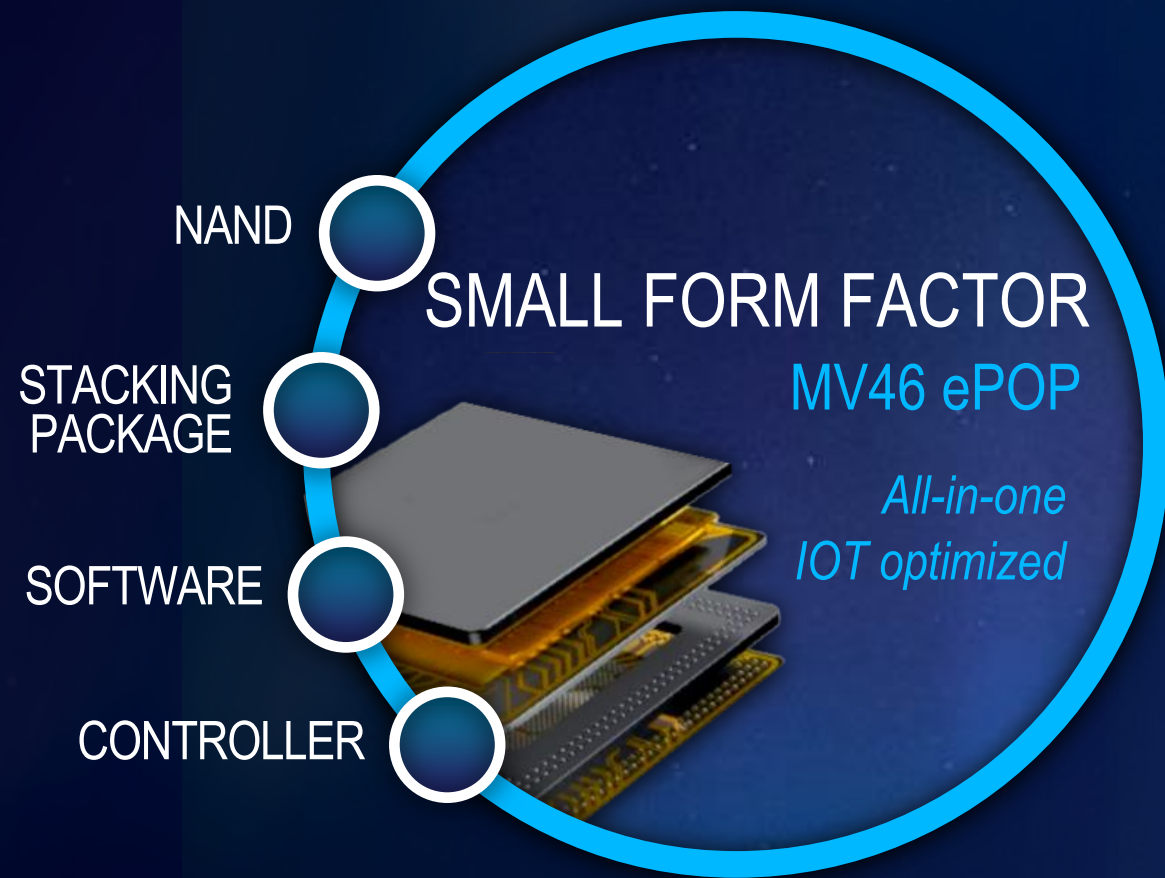 NAND
SMALL FORM FACTOR
STACKING
PACKAGE
MV46 ePOP
All-in-one
IOT optimized
SOFTWARE
CONTROLLER